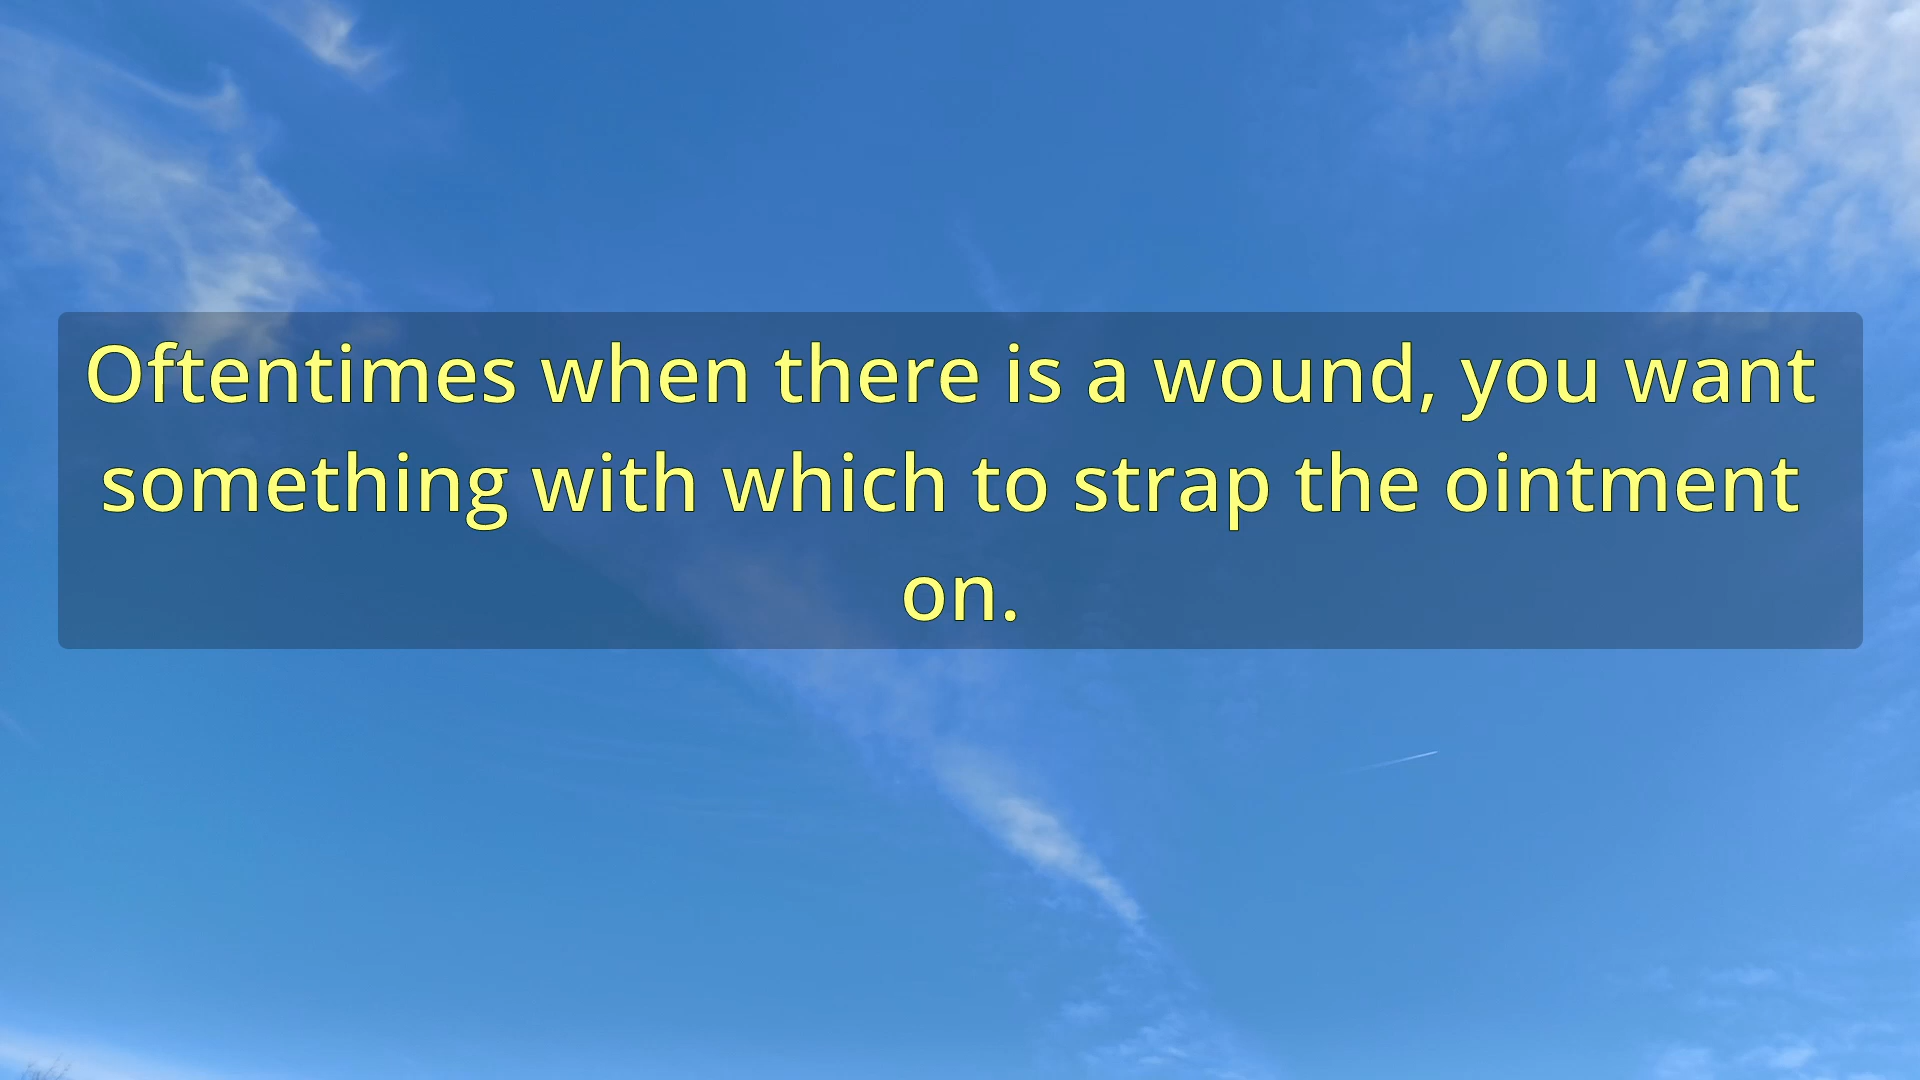 Oftentimes when there is a wound, you want
something with which to strap the ointment
on.